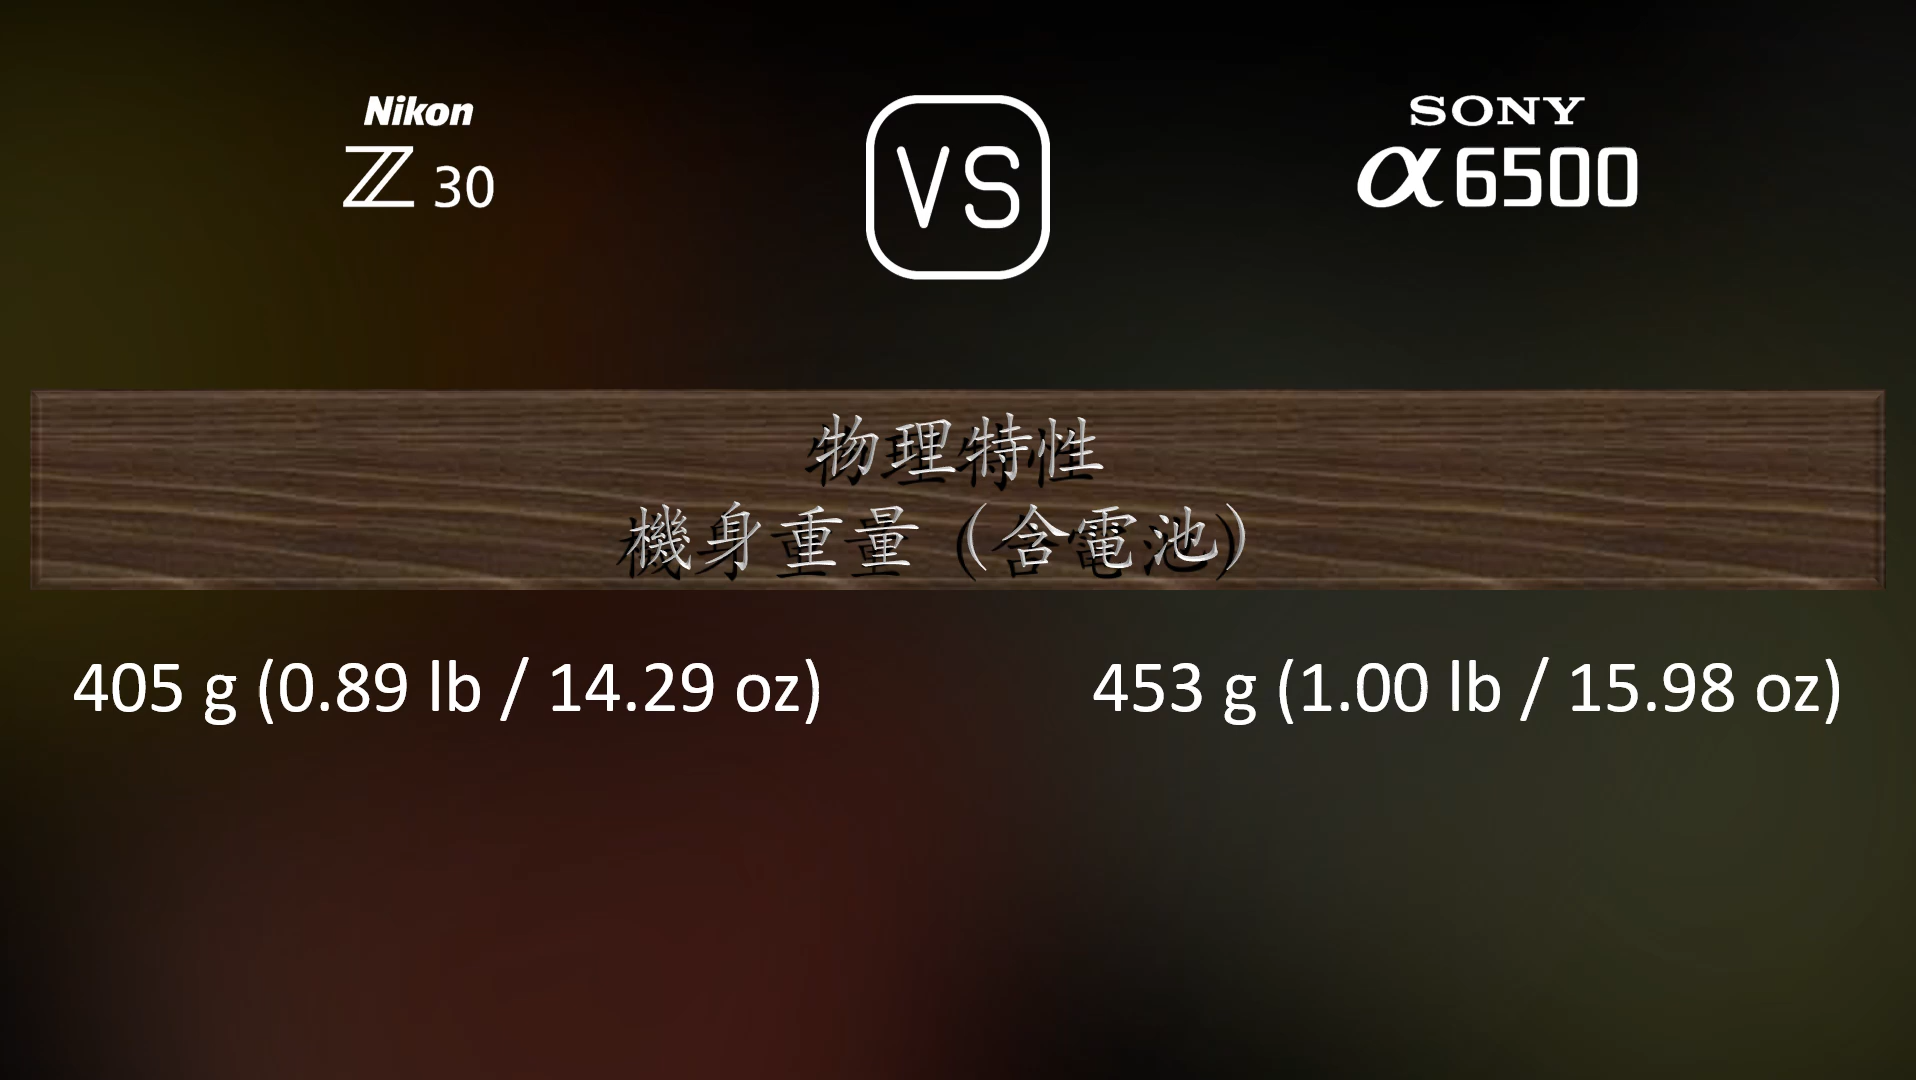 Nikon
Z 30
VS
SONY
α6500
物理特性
機身重量（含電池）
405 g (0.89 lb / 14.29 oz)
453 g (1.00 lb / 15.98 oz)